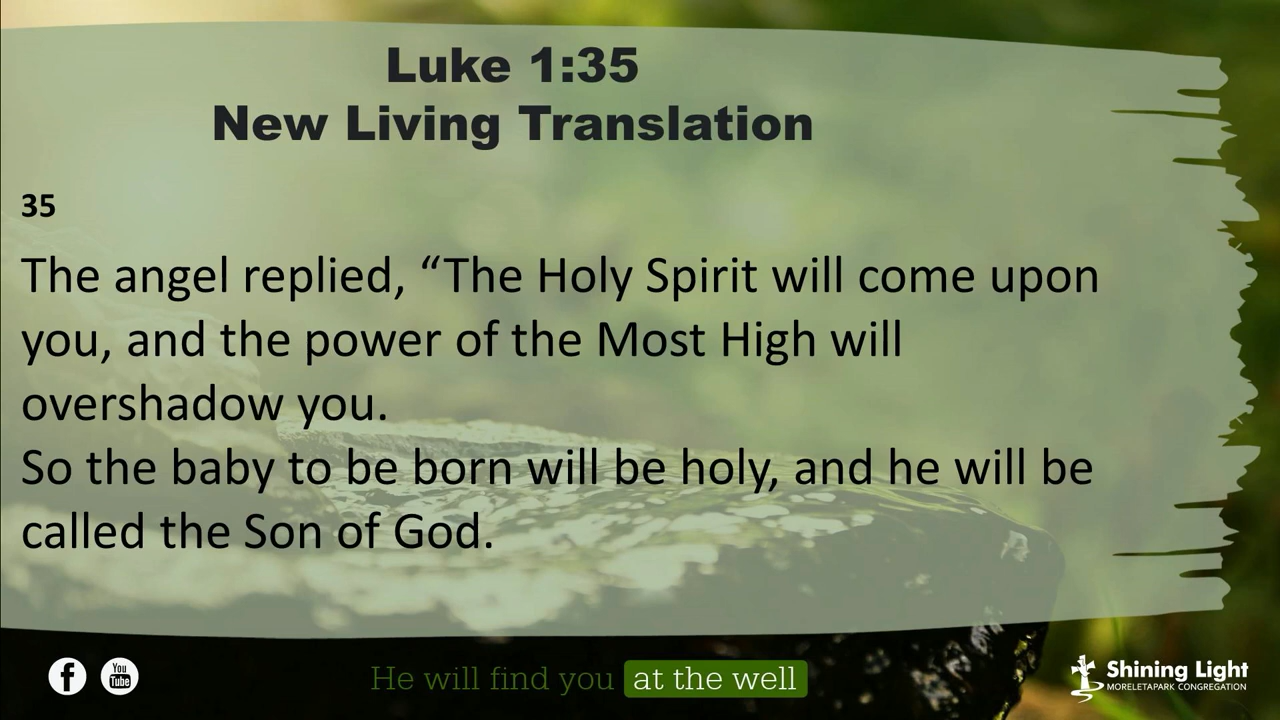 Luke 1:35
New Living Translation
35
The angel replied, “The Holy Spirit will come upon
you, and the power of the Most High will
overshadow you.
So the baby to be born will be holy, and he will be
called the Son of God.
f
You
Tube
He will find you at the well
Shining Light
MORELETAPARK CONGREGATION